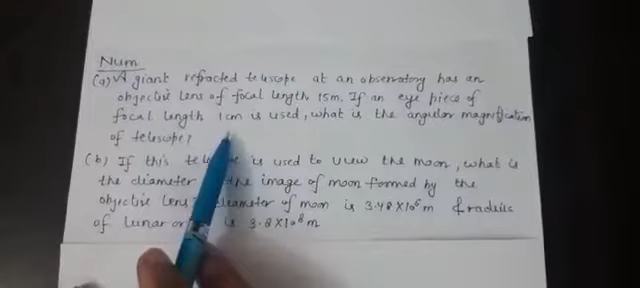 Num
(a) A giant refracted telescope at an observatory has an
objective lens of focal length 15m. If an eye piece of
focal length 1cm is used, what is the angular magnification
of telescope?
(b) If this is used to view the moon, what is
the diameter the image of moon formed by the
objective lens diameter of moon is 3.48×10⁶m & radius
of lunar is 3.8×10⁸m